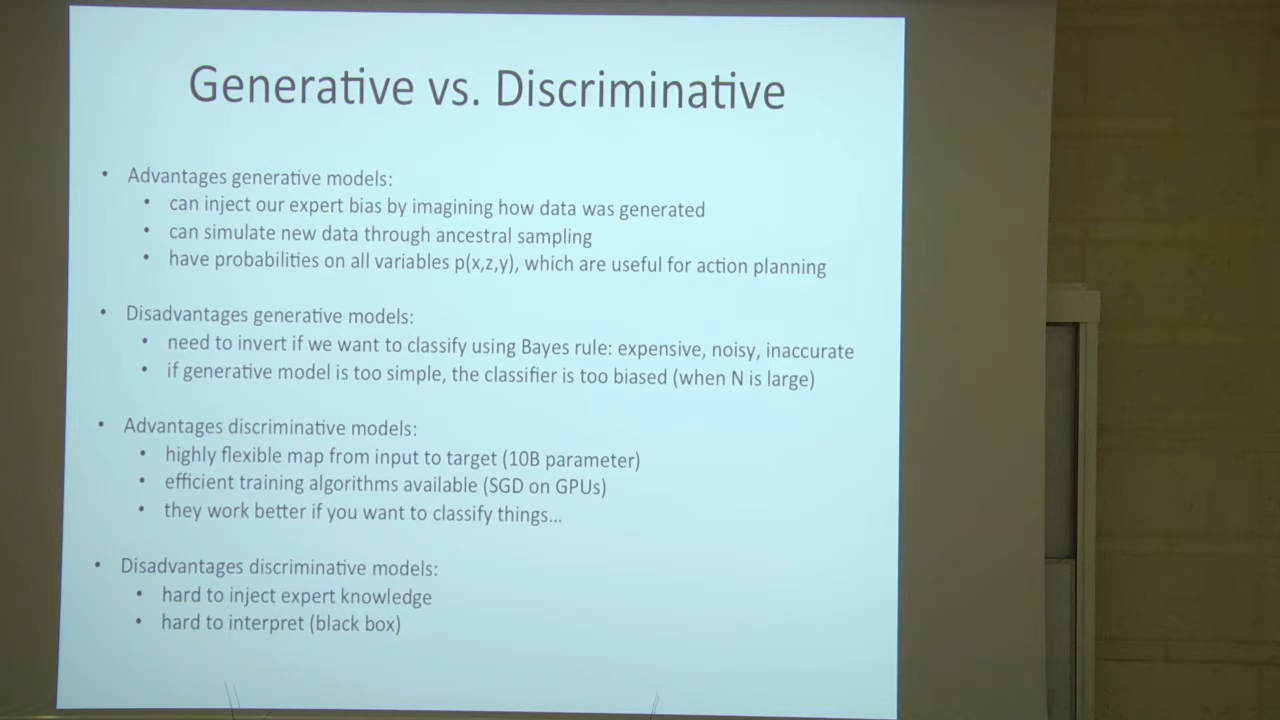 Generative vs. Discriminative
• Advantages generative models:
• can inject our expert bias by imagining how data was generated
• can simulate new data through ancestral sampling
• have probabilities on all variables p(x,z,y), which are useful for action planning
• Disadvantages generative models:
• need to invert if we want to classify using Bayes rule: expensive, noisy, inaccurate
• if generative model is too simple, the classifier is too biased (when N is large)
• Advantages discriminative models:
• highly flexible map from input to target (10B parameter)
• efficient training algorithms available (SGD on GPUs)
• they work better if you want to classify things...
• Disadvantages discriminative models:
• hard to inject expert knowledge
• hard to interpret (black box)